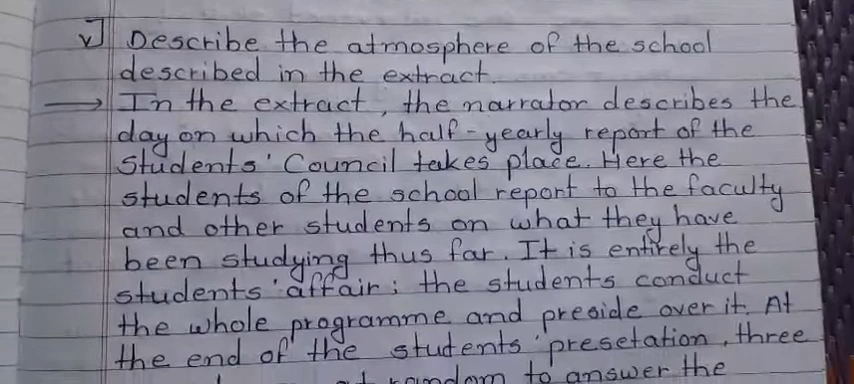 v] Describe the atmosphere of the school
described in the extract.
→ In the extract, the narrator describes the
day on which the half-yearly report of the
Students' Council takes place. Here the
students of the school report to the faculty
and other students on what they have
been studying thus far. It is entirely the
students' affair; the students conduct
the whole programme and preside over it. At
the end of the students' presetation, three
at random to answer the